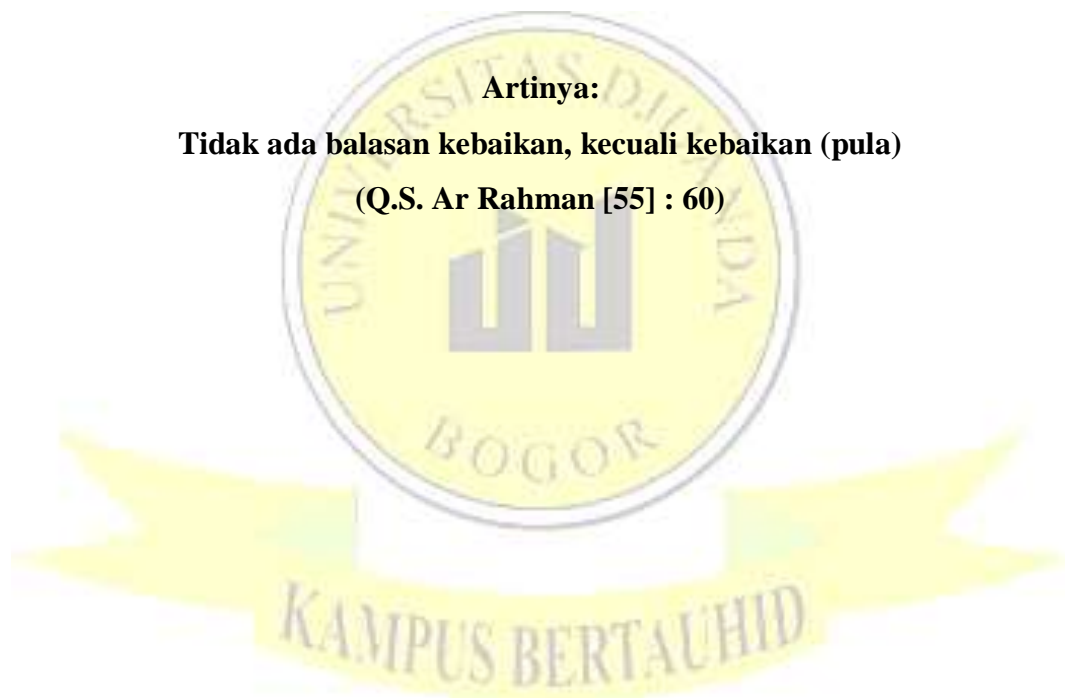 Artinya:
Tidak ada balasan kebaikan, kecuali kebaikan (pula)
(Q.S. Ar Rahman [55] : 60)
UNIVERSITAS DJUANDA
BOGOR
KAMPUS BERTAUHID